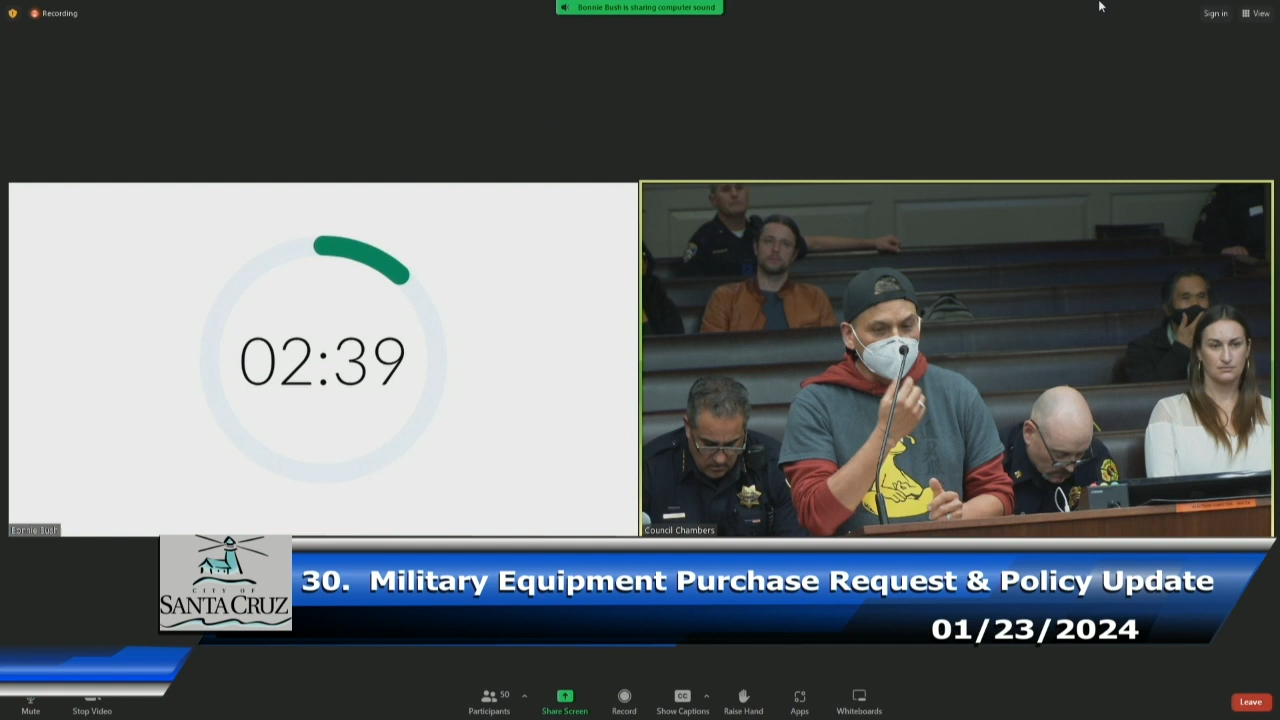 Recording
Bonnie Bush is sharing computer sound
Sign in
View
02:39
Bonnie Bush
Council Chambers
CITY OF
SANTA CRUZ
30. Military Equipment Purchase Request & Policy Update
01/23/2024
Mute
Stop Video
Participants
50
Share Screen
CC
Record
Show Captions
Raise Hand
Apps
Whiteboards
Leave